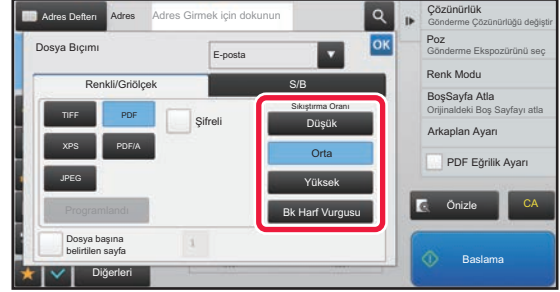 Adres Defteri
Adres
Adres Girmek için dokunun
Dosya Bıçımı
E-posta
OK
Renkli/Griölçek
S/B
TIFF
PDF
Şifreli
XPS
PDF/A
JPEG
Programlandı
Sıkıştırma Oranı
Düşük
Orta
Yüksek
Bk Harf Vurgusu
Dosya başına
belirtilen sayfa
1
Diğerleri
Çözünürlük
Gönderme Çözünürlüğü değiştir
Poz
Gönderme Ekspozürünü seç
Renk Modu
BoşSayfa Atla
Orijinaldeki Boş Sayfayı atla
Arkaplan Ayarı
PDF Eğrilik Ayarı
Önizle
CA
Baslama